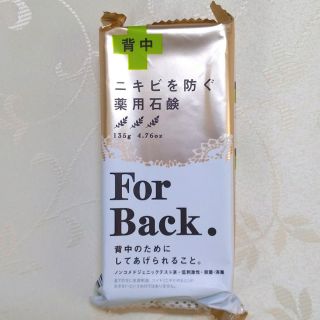 背中
ニキビを防ぐ
薬用石鹸
135g 4.76oz
For
Back.
背中のために
してあげられること。
ノンコメドジェニックテスト済・低刺激性・殺菌・消毒